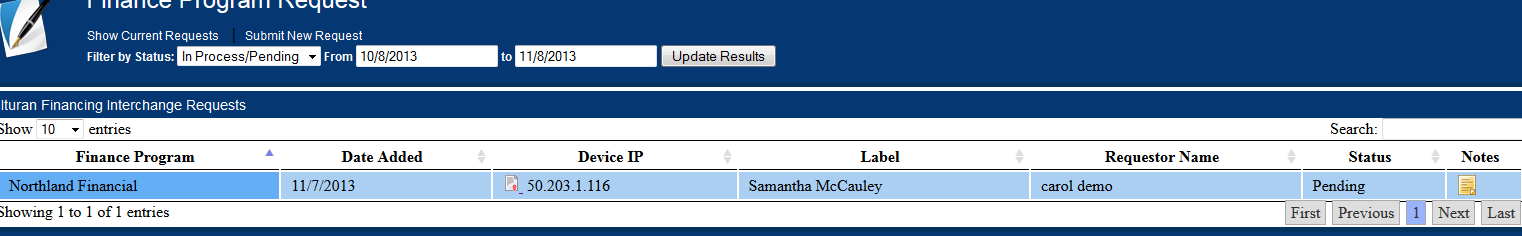 Finance Program Request
Show Current Requests Submit New Request
Filter by Status: In Process/Pending From 10/8/2013 to 11/8/2013 Update Results
lturan Financing Interchange Requests
Show 10 entries Search:
Finance Program Date Added Device IP Label Requestor Name Status Notes
Northland Financial 11/7/2013 50.203.1.116 Samantha McCauley carol demo Pending
Showing 1 to 1 of 1 entries
First Previous 1 Next Last